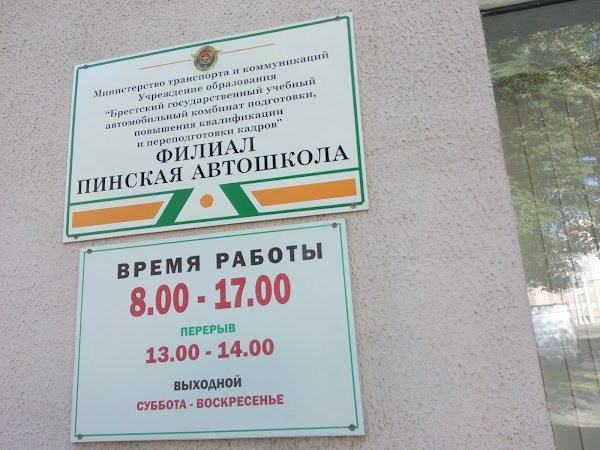 Министерство транспорта и коммуникаций
Учреждение образования
"Брестский государственный учебный
автомобильный комбинат подготовки,
повышения квалификации
и переподготовки кадров"
ФИЛИАЛ
ПИНСКАЯ АВТОШКОЛА
ВРЕМЯ РАБОТЫ
8.00 - 17.00
ПЕРЕРЫВ
13.00 - 14.00
ВЫХОДНОЙ
СУББОТА - ВОСКРЕСЕНЬЕ